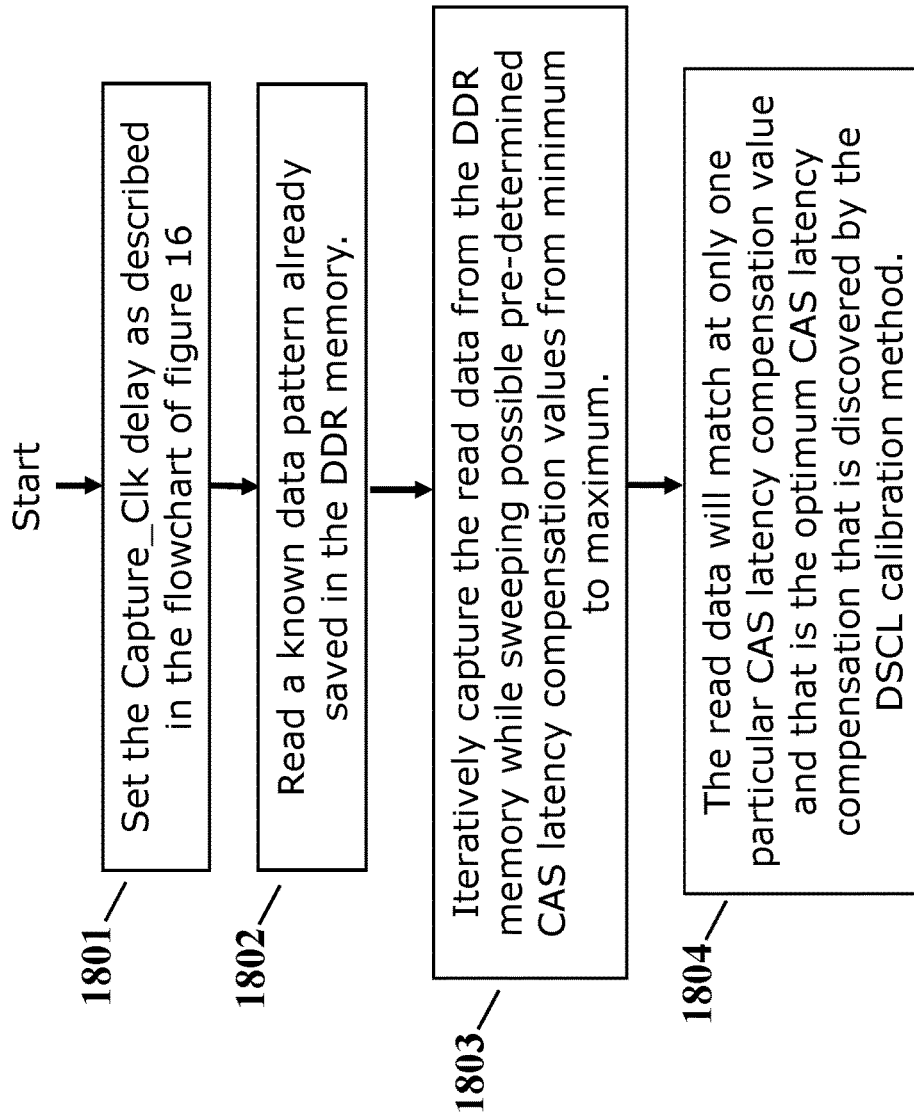 Start
1801
Set the Capture_Clk delay as described
in the flowchart of figure 16
1802
Read a known data pattern already
saved in the DDR memory.
1803
Iteratively capture the read data from the DDR
memory while sweeping possible pre-determined
CAS latency compensation values from minimum
to maximum.
1804
The read data will match at only one
particular CAS latency compensation value
and that is the optimum CAS latency
compensation that is discovered by the
DSCL calibration method.